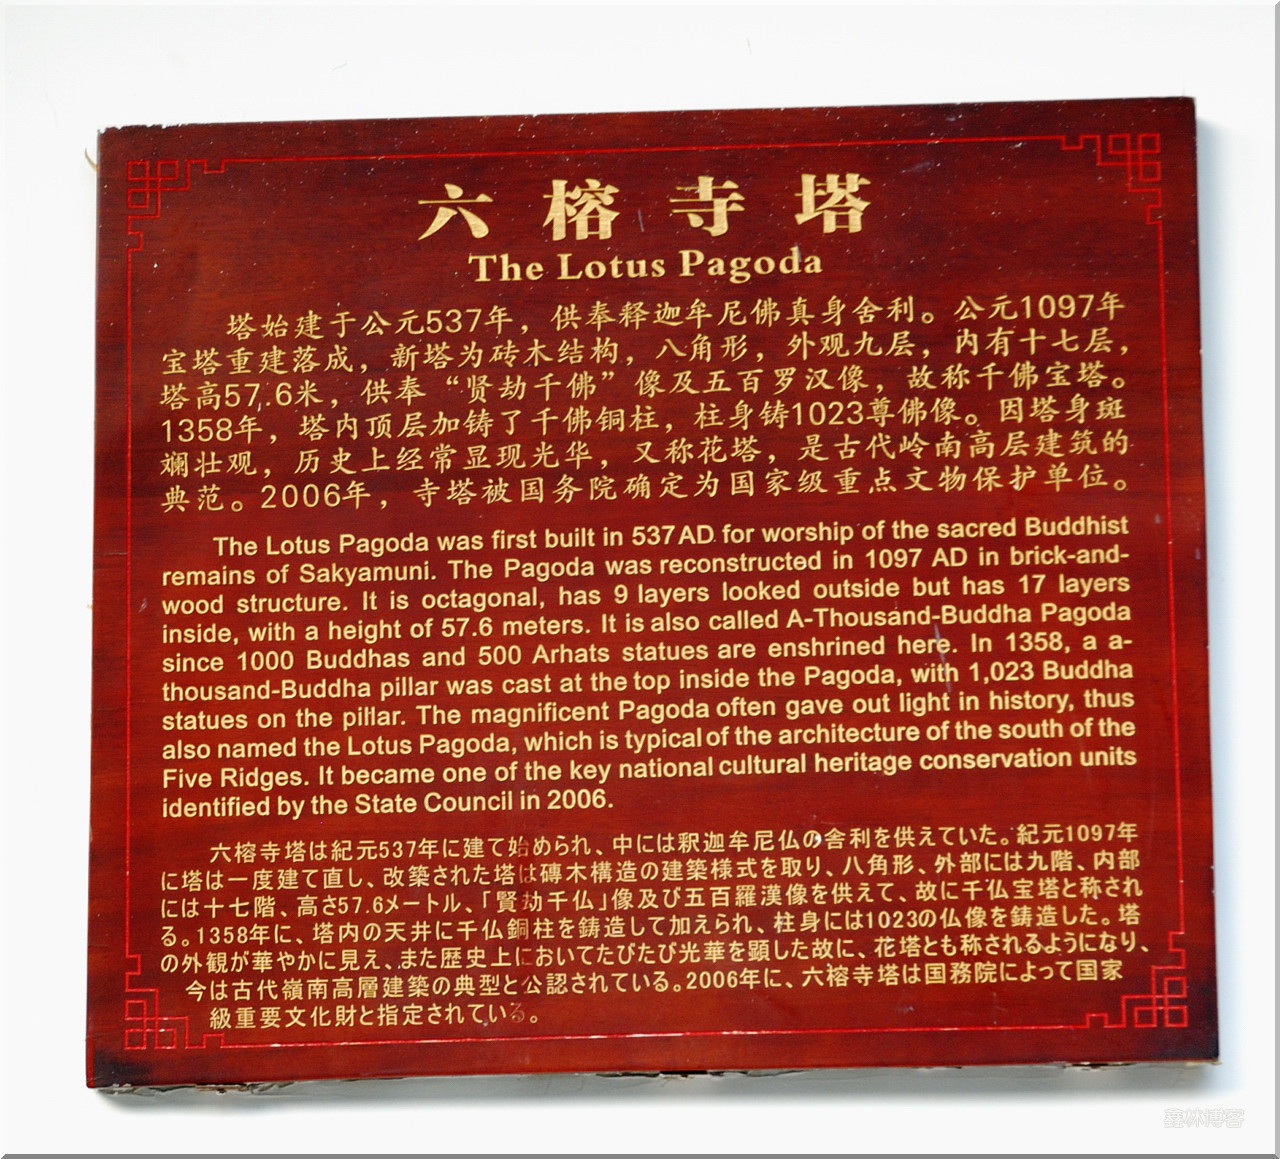 六榕寺塔
The Lotus Pagoda
塔始建于公元537年，供奉释迦牟尼佛真身舍利。公元1097年
宝塔重建落成，新塔为砖木结构，八角形，外观九层，内有十七层，
塔高57.6米，供奉“贤劫千佛”像及五百罗汉像，故称千佛宝塔。
1358年，塔内顶层加铸了千佛铜柱，柱身铸1023尊佛像。因塔身斑
斓壮观，历史上经常显现光华，又称花塔，是古代岭南高层建筑的
典范。2006年，寺塔被国务院确定为国家级重点文物保护单位。
The Lotus Pagoda was first built in 537AD for worship of the sacred Buddhist
remains of Sakyamuni. The Pagoda was reconstructed in 1097 AD in brick-and-
wood structure. It is octagonal, has 9 layers looked outside but has 17 layers
inside, with a height of 57.6 meters. It is also called A-Thousand-Buddha Pagoda
since 1000 Buddhas and 500 Arhats statues are enshrined here. In 1358, a a-
thousand-Buddha pillar was cast at the top inside the Pagoda, with 1,023 Buddha
statues on the pillar. The magnificent Pagoda often gave out light in history, thus
also named the Lotus Pagoda, which is typical of the architecture of the south of the
Five Ridges. It became one of the key national cultural heritage conservation units
identified by the State Council in 2006.
六榕寺塔は紀元537年に建て始められ、中には釈迦牟尼仏の舎利を供えていた。紀元1097年
に塔は一度建て直し、改築された塔は磚木構造の建築様式を取り、八角形、外部には九階、内部
には十七階、高さ57.6メートル、「賢劫千仏」像及び五百羅漢像を供えて、故に千仏宝塔と称され
る。1358年に、塔内の天井に千仏銅柱を鋳造して加えられ、柱身には1023の仏像を鋳造した。塔
の外観が華やかに見え、また歴史上においてたびたび光華を顕した故に、花塔とも称されるようになり、
今は古代嶺南高層建築の典型と公認されている。2006年に、六榕寺塔は国務院によって国家
級重要文化財と指定されている。
鑫林博客